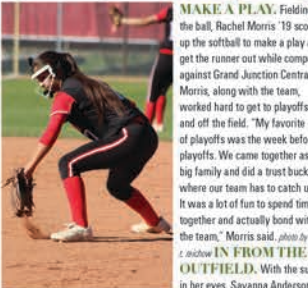 MAKE A PLAY. Fieldin
the ball, Rachel Morris '19 sco
up the softball to make a play a
get the runner out while comp
against Grand Junction Centra
Morris, along with the team,
worked hard to get to playoffs
and off the field. "My favorite
of playoffs was the week befo
playoffs. We came together as
big family and did a trust buck
where our team has to catch u
It was a lot of fun to spend tim
together and actually bond wit
the team," Morris said. photo by
IN FROM THE
OUTFIELD. With the su
in her eyes, Savanna Anderso